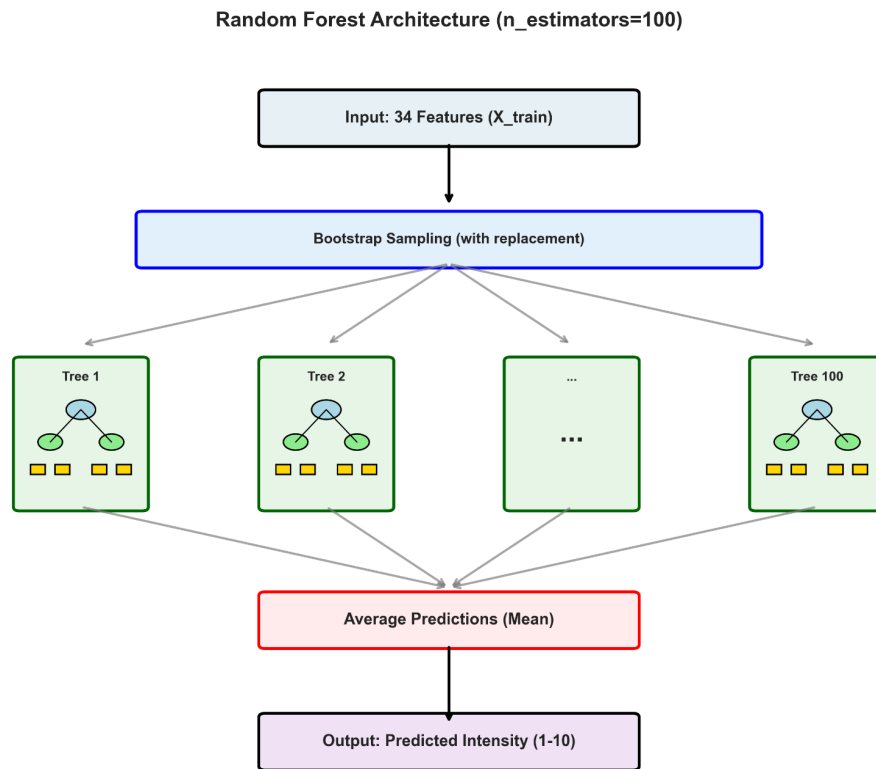 Random Forest Architecture (n_estimators=100)
Input: 34 Features (X_train)
Bootstrap Sampling (with replacement)
Tree 1
Tree 2
...
Tree 100
...
Average Predictions (Mean)
Output: Predicted Intensity (1-10)